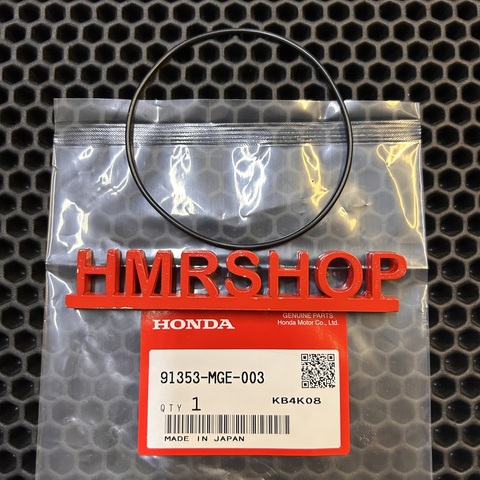 HMRSHOP
GENUINE PARTS
HONDA
Honda Motor Co., Ltd.
91353-MGE-003
QTY 1
KB4K08
MADE IN JAPAN